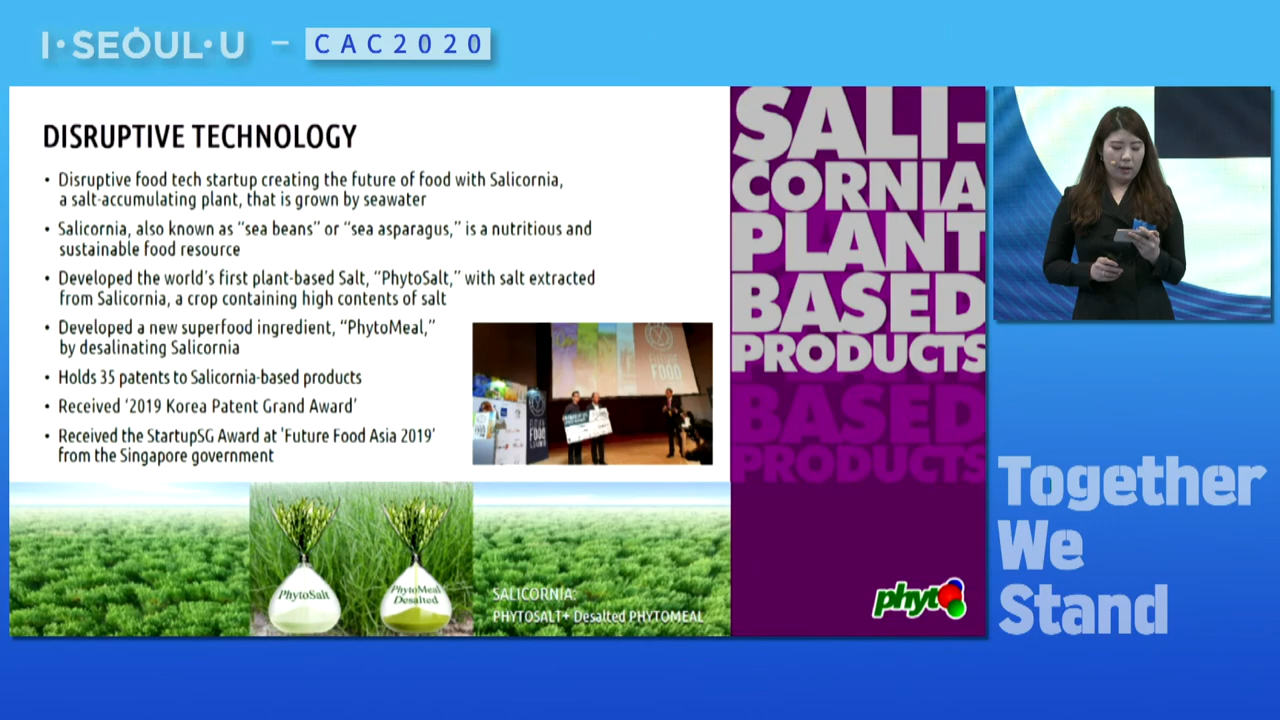 I·SEOUL·U – CAC2020
DISRUPTIVE TECHNOLOGY
• Disruptive food tech startup creating the future of food with Salicornia,
a salt-accumulating plant, that is grown by seawater
• Salicornia, also known as “sea beans” or “sea asparagus,” is a nutritious and
sustainable food resource
• Developed the world's first plant-based Salt, “PhytoSalt,” with salt extracted
from Salicornia, a crop containing high contents of salt
• Developed a new superfood ingredient, “PhytoMeal,”
by desalinating Salicornia
• Holds 35 patents to Salicornia-based products
• Received ‘2019 Korea Patent Grand Award’
• Received the StartupSG Award at 'Future Food Asia 2019'
from the Singapore government
FUTURE
FOOD
PhytoSalt
PhytoMeal
Desalted
SALICORNIA:
PHYTOSALT+ Desalted PHYTOMEAL
SALI-
CORNIA
PLANT
BASED
PRODUCTS
BASED
PRODUCTS
phyto
Together
We
Stand